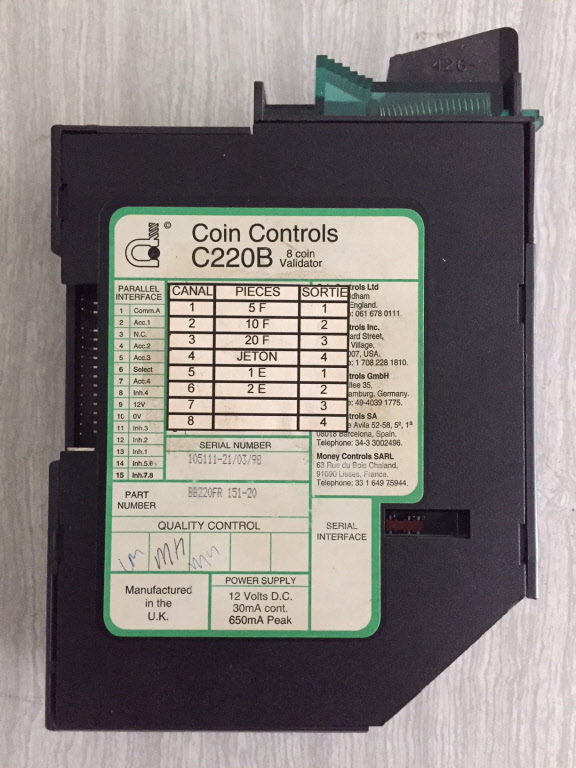 426-
©
Coin Controls
C220B 8 coin Validator
PARALLEL
INTERFACE
1 Comm.A
2 Acc.1
3 N.C.
4 Acc.2
5 Acc.3
6 Select
7 Acc.4
8 Inh.4
9 12V
10 0V
11 Inh.3
12 Inh.2
13 Inh.1
14 Inh.5.6
15 Inh.7.8
CANAL PIECES SORTIE
1 5 F 1
2 10 F 2
3 20 F 3
4 JETON 4
5 1 E 1
6 2 E 2
7 3
8 4
trols Ltd
dham
England.
: 061 678 0111
trols Inc.
ard Street,
Village,
007, USA.
: 1 708 228 1810.
trols GmbH
llee 35,
amburg, Germany.
: 49-4039 1775.
trols SA
e Avila 52-58, 5º, 1ª
08018 Barcelona, Spain.
Telephone: 34-3 3002496.
Money Controls SARL
63 Rue du Bois Chaland,
91090 Lisses, France.
Telephone: 33 1 649 75944.
SERIAL NUMBER
105111-21/03/98
PART
NUMBER
BB220FR 151-20
QUALITY CONTROL
SERIAL
INTERFACE
Manufactured
in the
U.K.
POWER SUPPLY
12 Volts D.C.
30mA cont.
650mA Peak